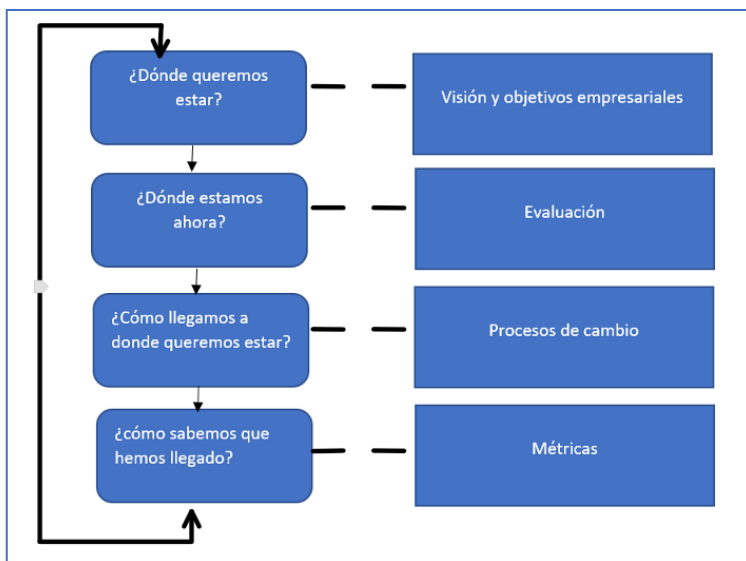 ¿Dónde queremos
estar?
Visión y objetivos empresariales
¿Dónde estamos
ahora?
Evaluación
¿Cómo llegamos a
donde queremos estar?
Procesos de cambio
¿cómo sabemos que
hemos llegado?
Métricas